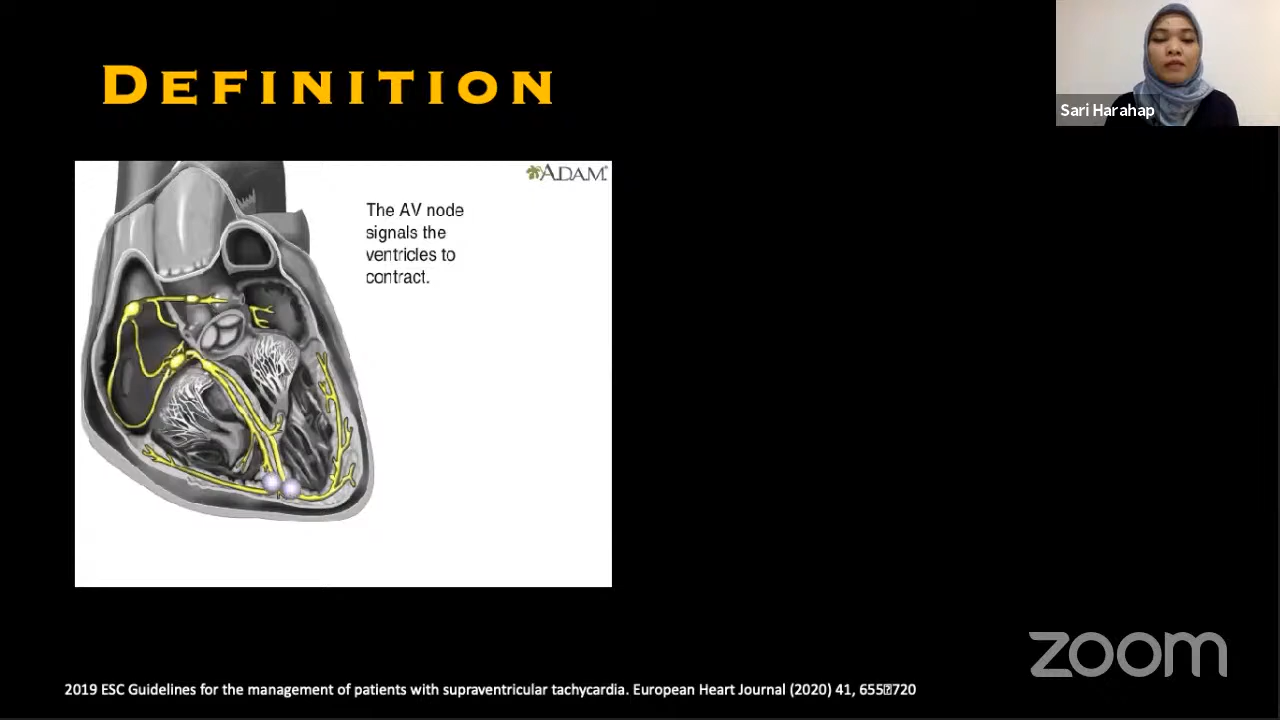 DEFINITION
Sari Harahap
A.D.A.M.
The AV node
signals the
ventricles to
contract.
zoom
2019 ESC Guidelines for the management of patients with supraventricular tachycardia. European Heart Journal (2020) 41, 655􏰀720